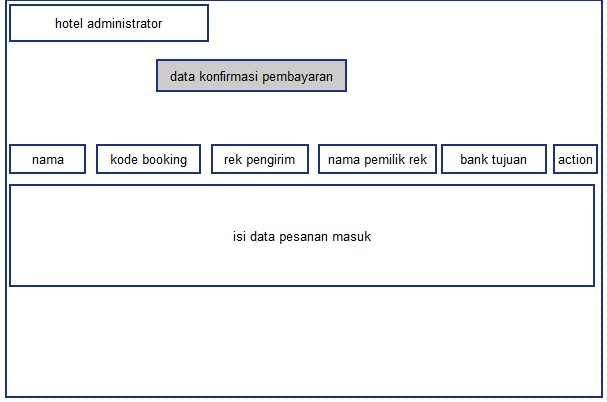 hotel administrator
data konfirmasi pembayaran
nama kode booking rek pengirim nama pemilik rek bank tujuan action
isi data pesanan masuk